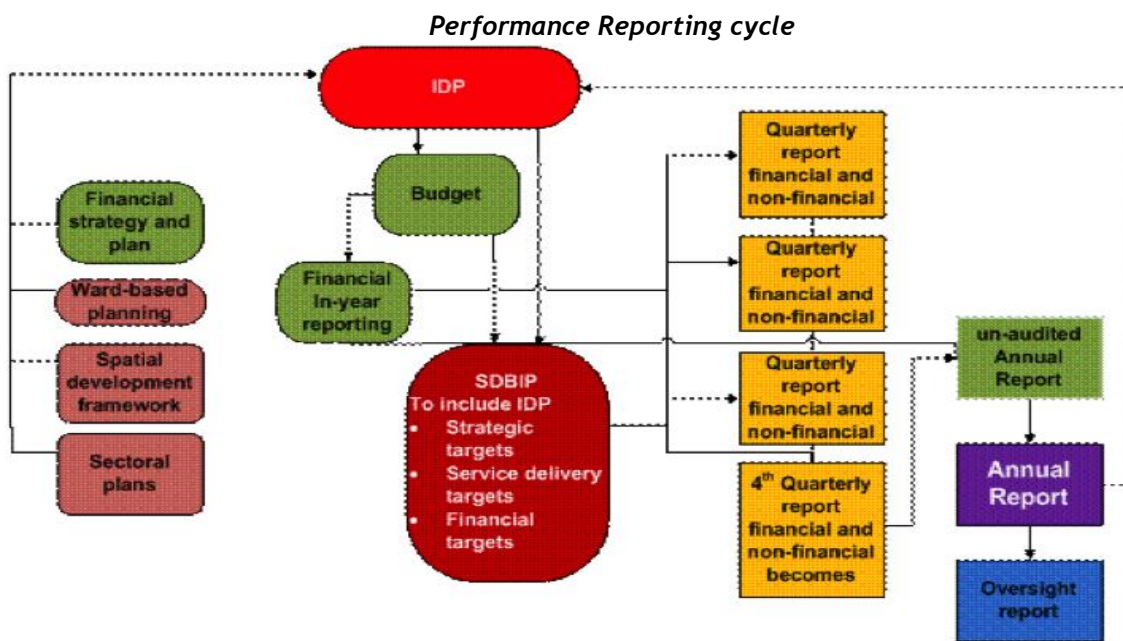 Performance Reporting cycle
IDP
Budget
Financial
strategy and
plan
Ward-based
planning
Spatial
development
framework
Sectoral
plans
Financial
In-year
reporting
SDBIP
To include IDP
• Strategic
targets
• Service delivery
targets
• Financial
targets
Quarterly
report
financial and
non-financial
Quarterly
report
financial and
non-financial
Quarterly
report
financial and
non-financial
4th Quarterly
report
financial and
non-financial
becomes
un-audited
Annual
Report
Annual
Report
Oversight
report